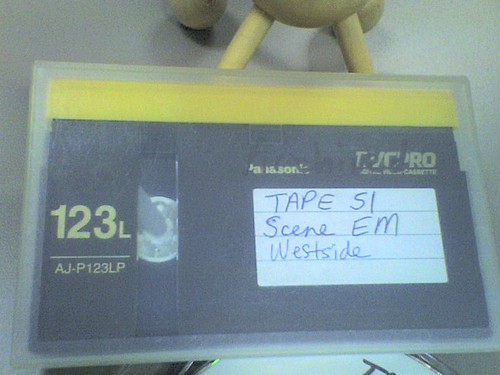 Panasonic
DVCPRO
123L
AJ-P123LP
TAPE 51
Scene EM
Westside